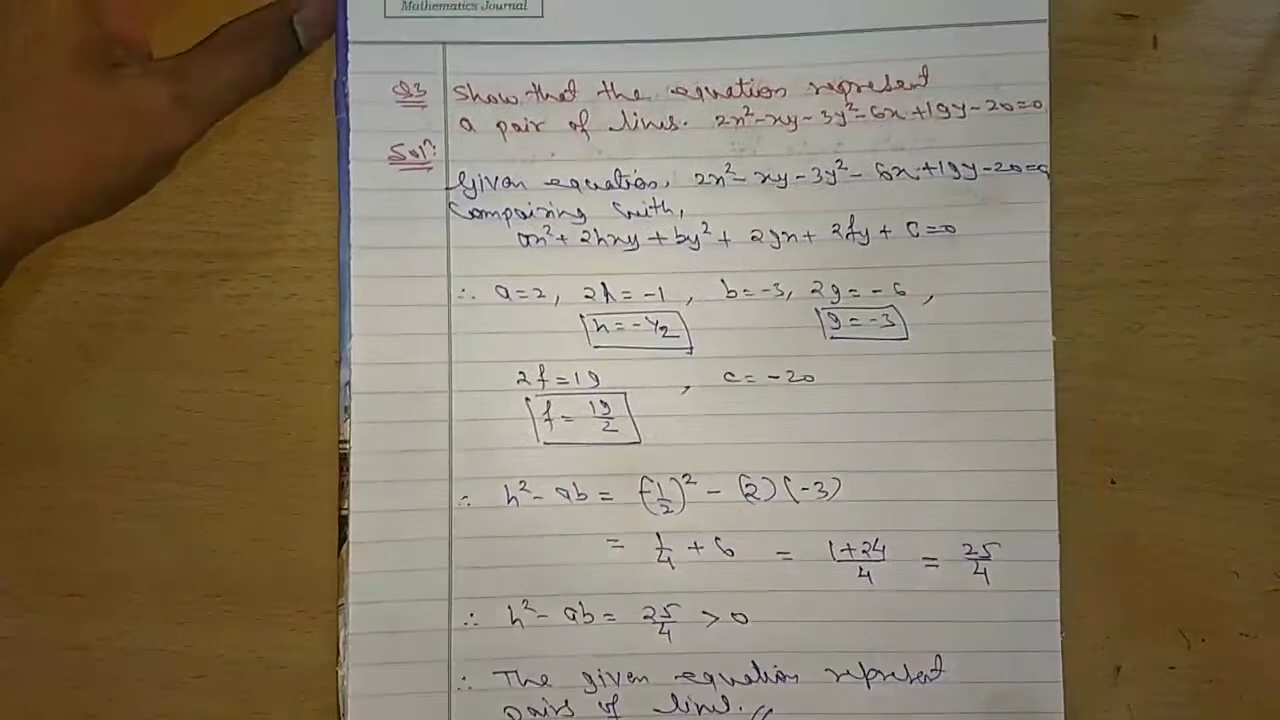 Mathematics Journal
Q3 Show that the equation represent
a pair of lines. 2x²-xy-3y²-6x+19y-20=0
Solⁿ:
Given equation, 2x²-xy-3y²-6x+19y-20=0
Compairing with,
ax²+2hxy+by²+2gx+2fy+c=0
∴ a=2, 2h=-1, b=-3, 2g=-6,
h=-1/2 g=-3
2f=19, c=-20
f=19/2
∴ h²-ab = (-1/2)²-(2)(-3)
= 1/4+6 = (1+24)/4 = 25/4
∴ h²-ab = 25/4 > 0
∴ The given equation represent
pairs of line.//